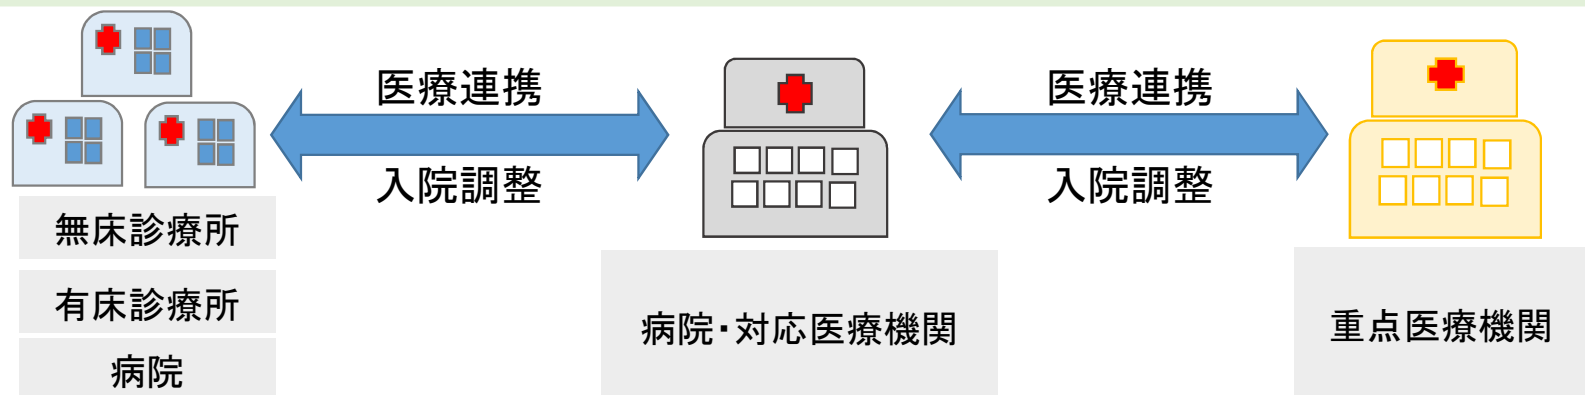 医療連携
入院調整
医療連携
入院調整
無床診療所
有床診療所
病院
病院・対応医療機関
重点医療機関